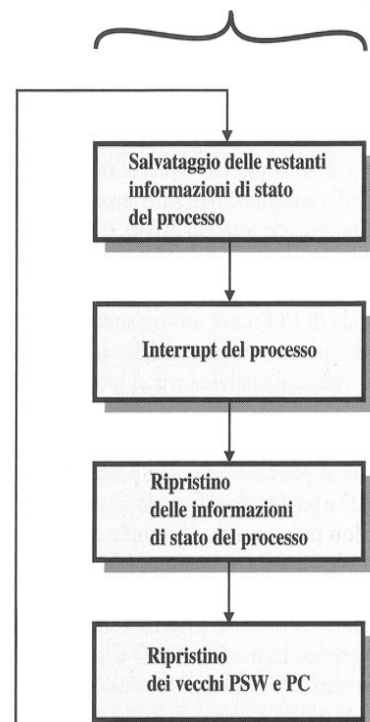 Salvataggio delle restanti
informazioni di stato
del processo
Interrupt del processo
Ripristino
delle informazioni
di stato del processo
Ripristino
dei vecchi PSW e PC